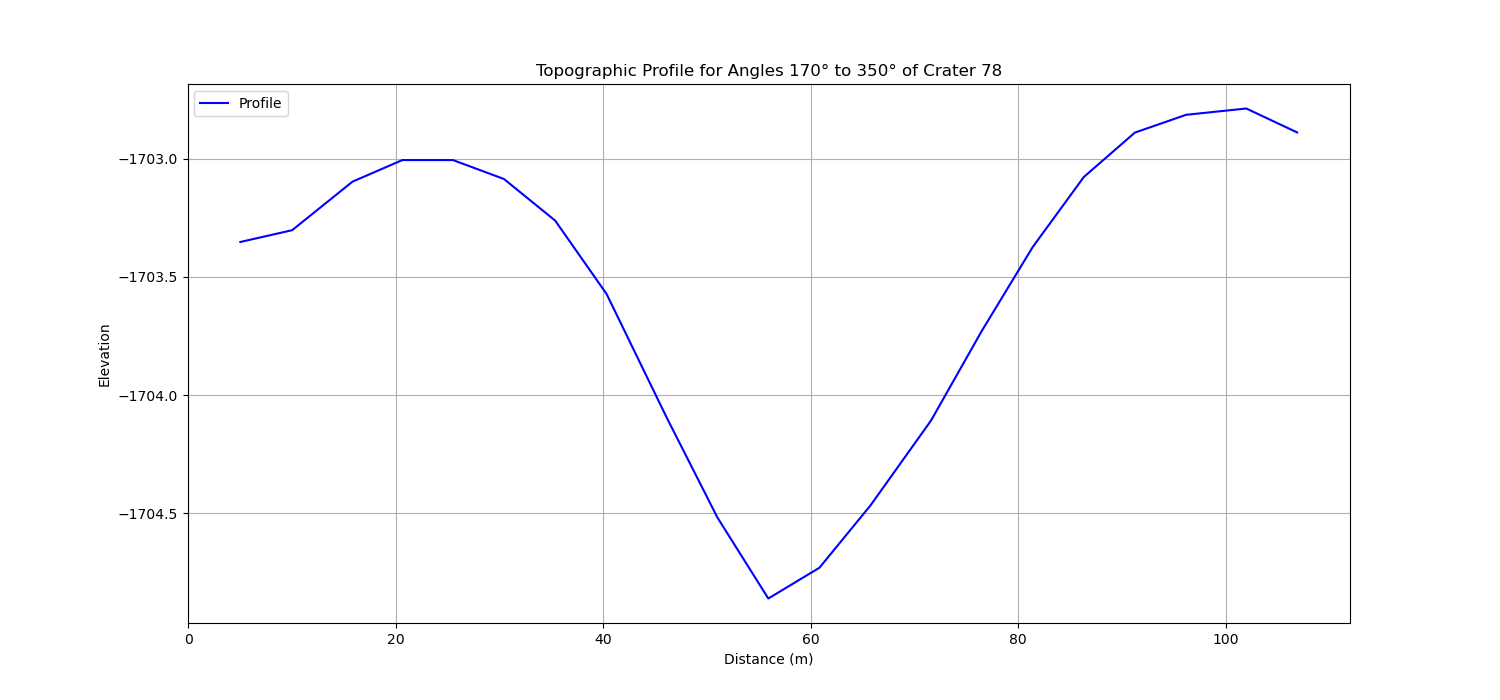 Topographic Profile for Angles 170° to 350° of Crater 78
Profile
−1703.0
−1703.5
−1704.0
−1704.5
Elevation
0 20 40 60 80 100
Distance (m)